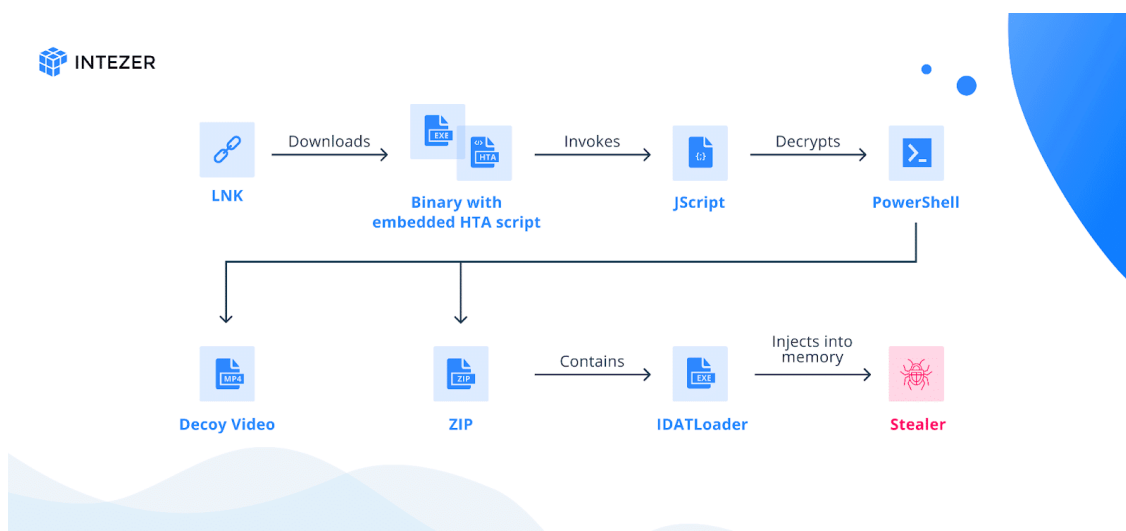 INTEZER
Downloads
Invokes
Decrypts
EXE
</>
HTA
{;}
LNK
Binary with
embedded HTA script
JScript
PowerShell
Injects into
memory
Contains
MP4
ZIP
EXE
Decoy Video
ZIP
IDATLoader
Stealer